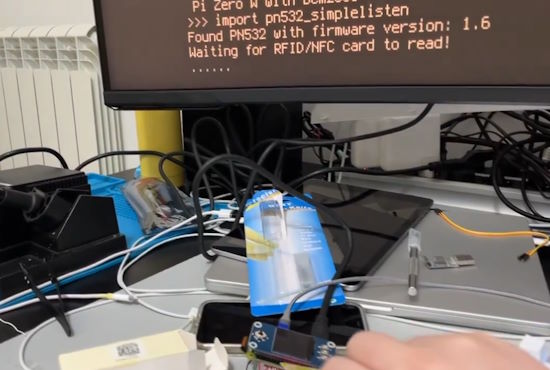 Pi Zero W with
>>> import pn532_simplelisten
Found PN532 with firmware version: 1.6
Waiting for RFID/NFC card to read!
......